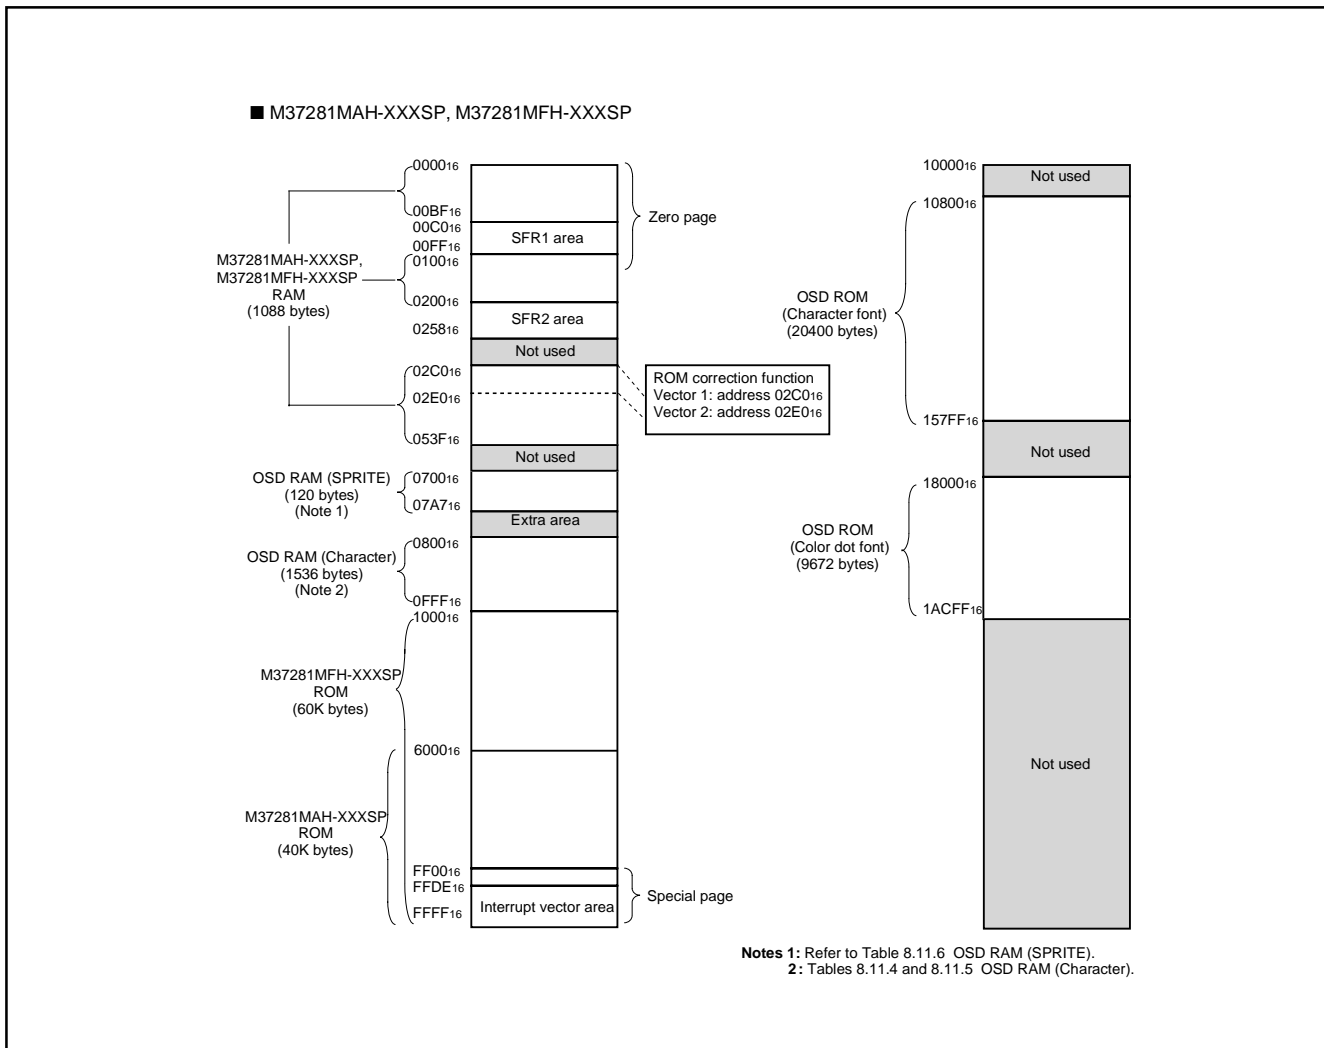 ■ M37281MAH-XXXSP, M37281MFH-XXXSP
0000₁₆
00BF₁₆
00C0₁₆
00FF₁₆
0100₁₆
0200₁₆
0258₁₆
02C0₁₆
02E0₁₆
053F₁₆
0700₁₆
07A7₁₆
0800₁₆
0FFF₁₆
1000₁₆
6000₁₆
FF00₁₆
FFDE₁₆
FFFF₁₆
M37281MAH-XXXSP,
M37281MFH-XXXSP
RAM
(1088 bytes)
OSD RAM (SPRITE)
(120 bytes)
(Note 1)
OSD RAM (Character)
(1536 bytes)
(Note 2)
M37281MFH-XXXSP
ROM
(60K bytes)
M37281MAH-XXXSP
ROM
(40K bytes)
SFR1 area
SFR2 area
Not used
Not used
Extra area
Interrupt vector area
Zero page
ROM correction function
Vector 1: address 02C0₁₆
Vector 2: address 02E0₁₆
Special page
10000₁₆
10800₁₆
157FF₁₆
18000₁₆
1ACFF₁₆
OSD ROM
(Character font)
(20400 bytes)
OSD ROM
(Color dot font)
(9672 bytes)
Not used
Not used
Not used
Notes 1: Refer to Table 8.11.6 OSD RAM (SPRITE).
2: Tables 8.11.4 and 8.11.5 OSD RAM (Character).